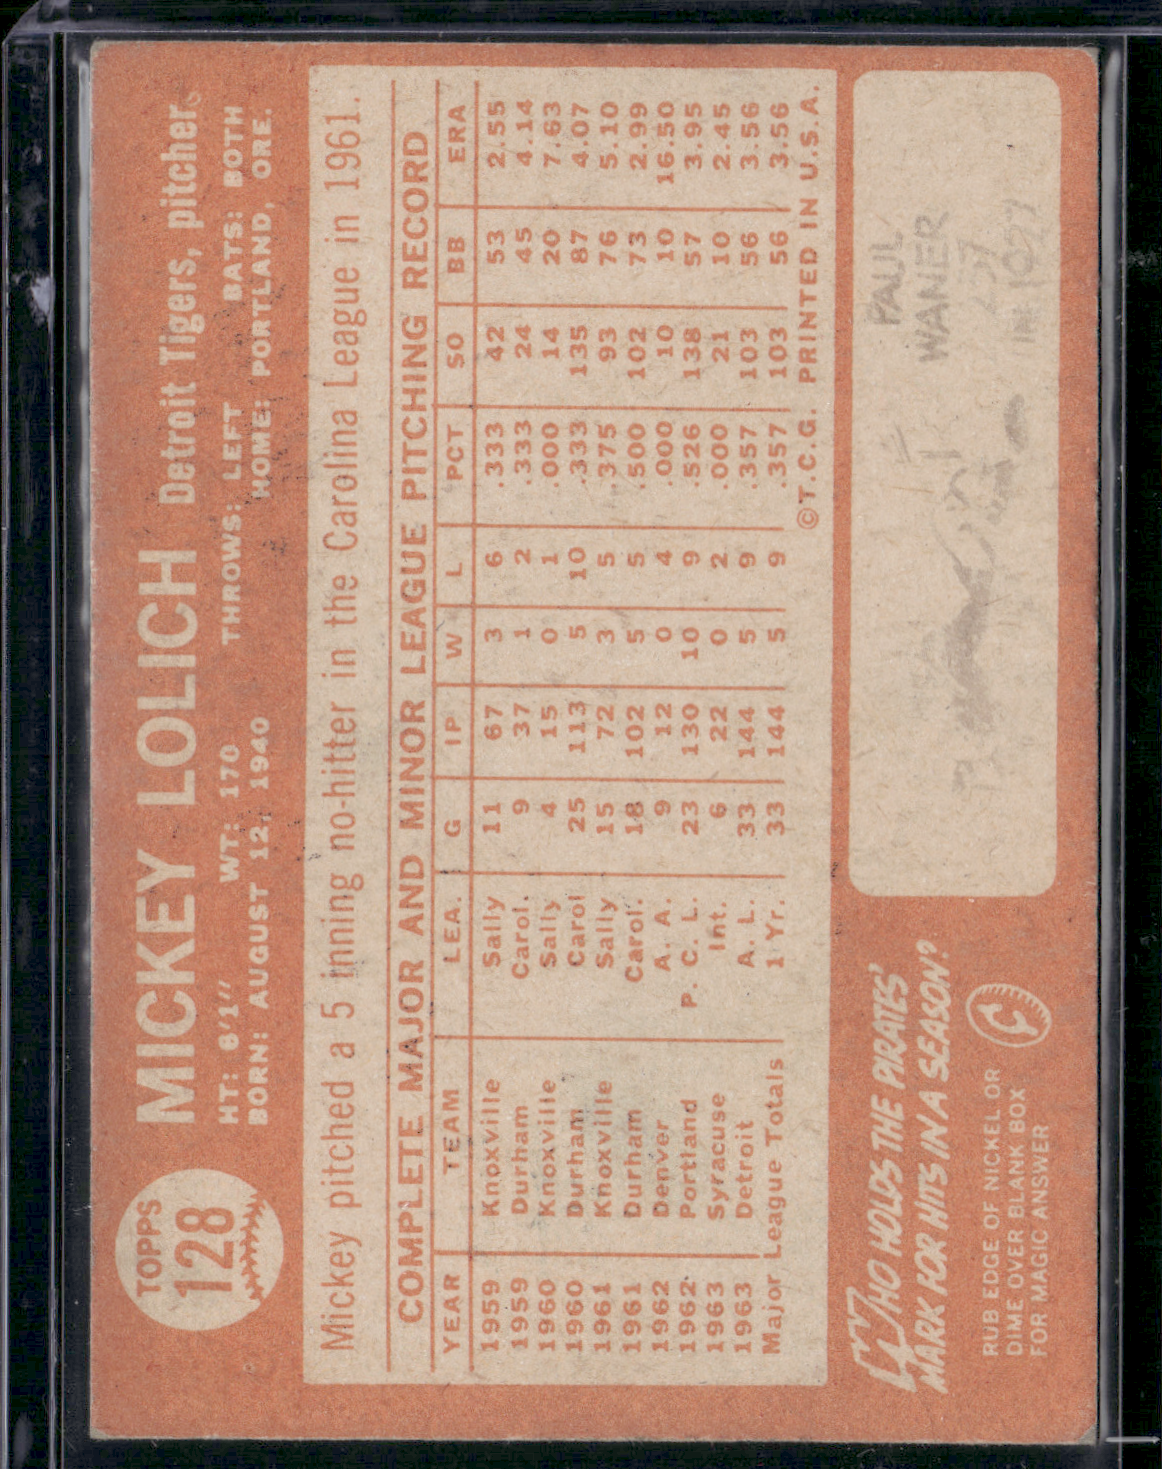 TOPPS
128
MICKEY LOLICH Detroit Tigers, pitcher
HT: 6'1" WT: 170 THROWS: LEFT BATS: BOTH
BORN: AUGUST 12, 1940 HOME: PORTLAND, ORE.
Mickey pitched a 5 inning no-hitter in the Carolina League in 1961.
COMPLETE MAJOR AND MINOR LEAGUE PITCHING RECORD
YEAR TEAM LEA. G IP W L PCT SO BB ERA
1959 Knoxville Sally 11 67 3 6 .333 42 53 2.55
1959 Durham Carol. 9 37 1 2 .333 24 45 4.14
1960 Knoxville Sally 4 15 0 1 .000 14 20 7.63
1960 Durham Carol 25 113 5 10 .333 135 87 4.07
1961 Knoxville Sally 15 72 3 5 .375 93 76 5.10
1961 Durham Carol. 18 102 5 5 .500 102 73 2.99
1962 Denver A. A. 9 12 0 4 .000 10 10 16.50
1962 Portland P. C. L. 23 130 10 9 .526 138 57 3.95
1963 Syracuse Int. 6 22 0 2 .000 21 10 2.45
1963 Detroit A. L. 33 144 5 9 .357 103 56 3.56
Major League Totals 1 Yr. 33 144 5 9 .357 103 56 3.56
©T.C.G. PRINTED IN U.S.A.
WHO HOLDS THE PIRATES'
MARK FOR HITS IN A SEASON?
RUB EDGE OF NICKEL OR
DIME OVER BLANK BOX
FOR MAGIC ANSWER
PAUL
WANER
237
IN 1927